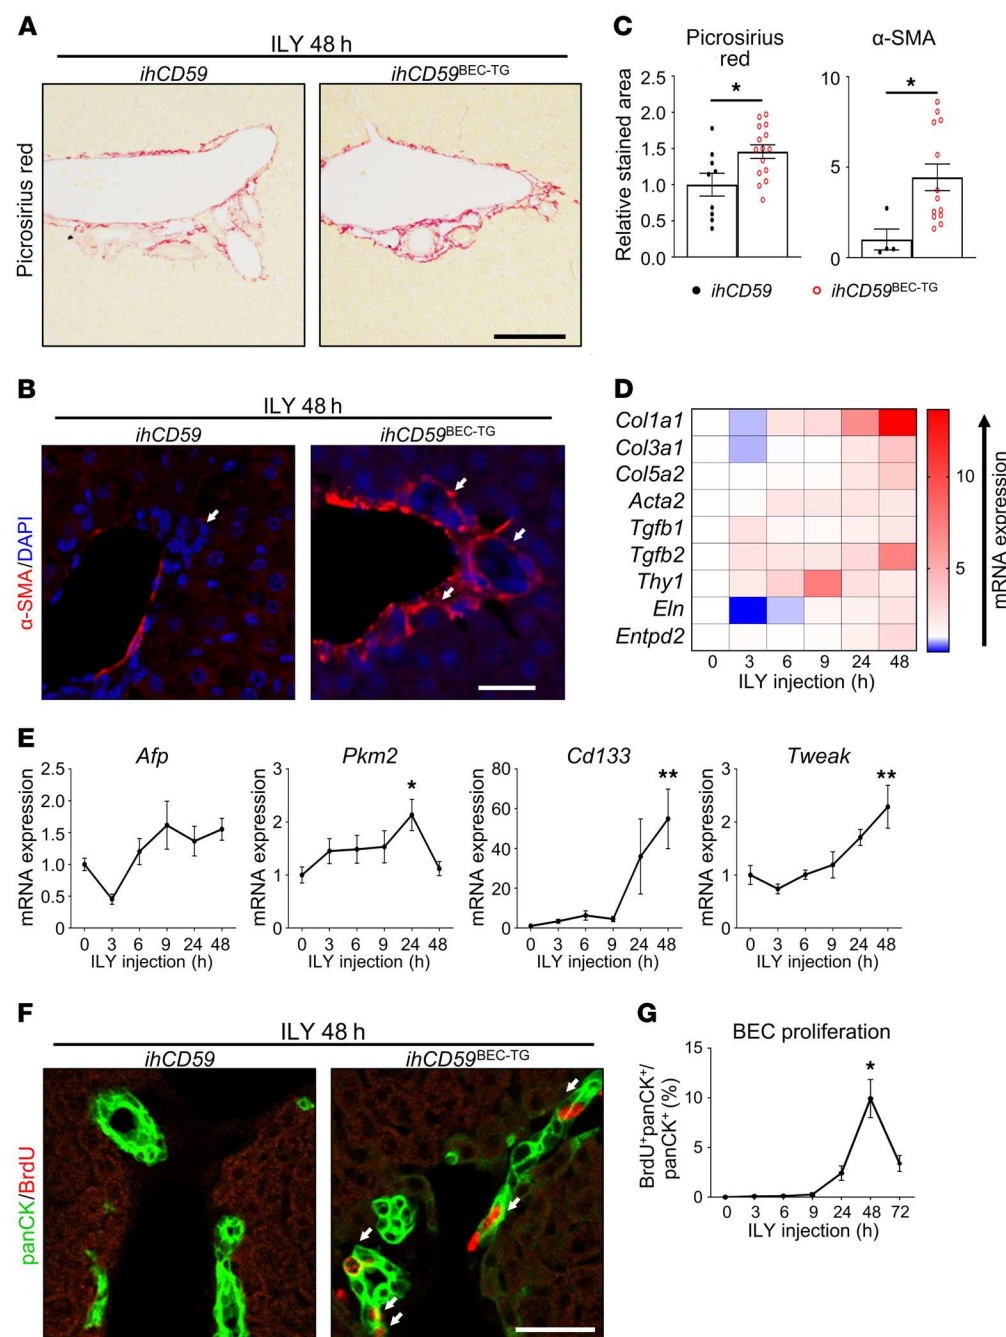 A
ILY 48 h
ihCD59
ihCD59BEC-TG
Picrosirius red
B
ILY 48 h
ihCD59
ihCD59BEC-TG
α-SMA/DAPI
C
Picrosirius
red
α-SMA
Relative stained area
2.5
2.0
1.5
1.0
0.5
0.0
*
10
5
0
*
ihCD59
ihCD59BEC-TG
D
Col1a1
Col3a1
Col5a2
Acta2
Tgfb1
Tgfb2
Thy1
Eln
Entpd2
0 3 6 9 24 48
ILY injection (h)
10
5
mRNA expression
E
Afp
mRNA expression
2.5
2.0
1.5
1.0
0.5
0
0 3 6 9 24 48
ILY injection (h)
Pkm2
mRNA expression
3
2
1
0
*
0 3 6 9 24 48
ILY injection (h)
Cd133
mRNA expression
80
60
40
20
0
**
0 3 6 9 24 48
ILY injection (h)
Tweak
mRNA expression
3
2
1
0
**
0 3 6 9 24 48
ILY injection (h)
F
ILY 48 h
ihCD59
ihCD59BEC-TG
panCK/BrdU
G
BEC proliferation
BrdU+panCK+/
panCK+ (%)
15
10
5
0
*
0 3 6 9 24 48 72
ILY injection (h)